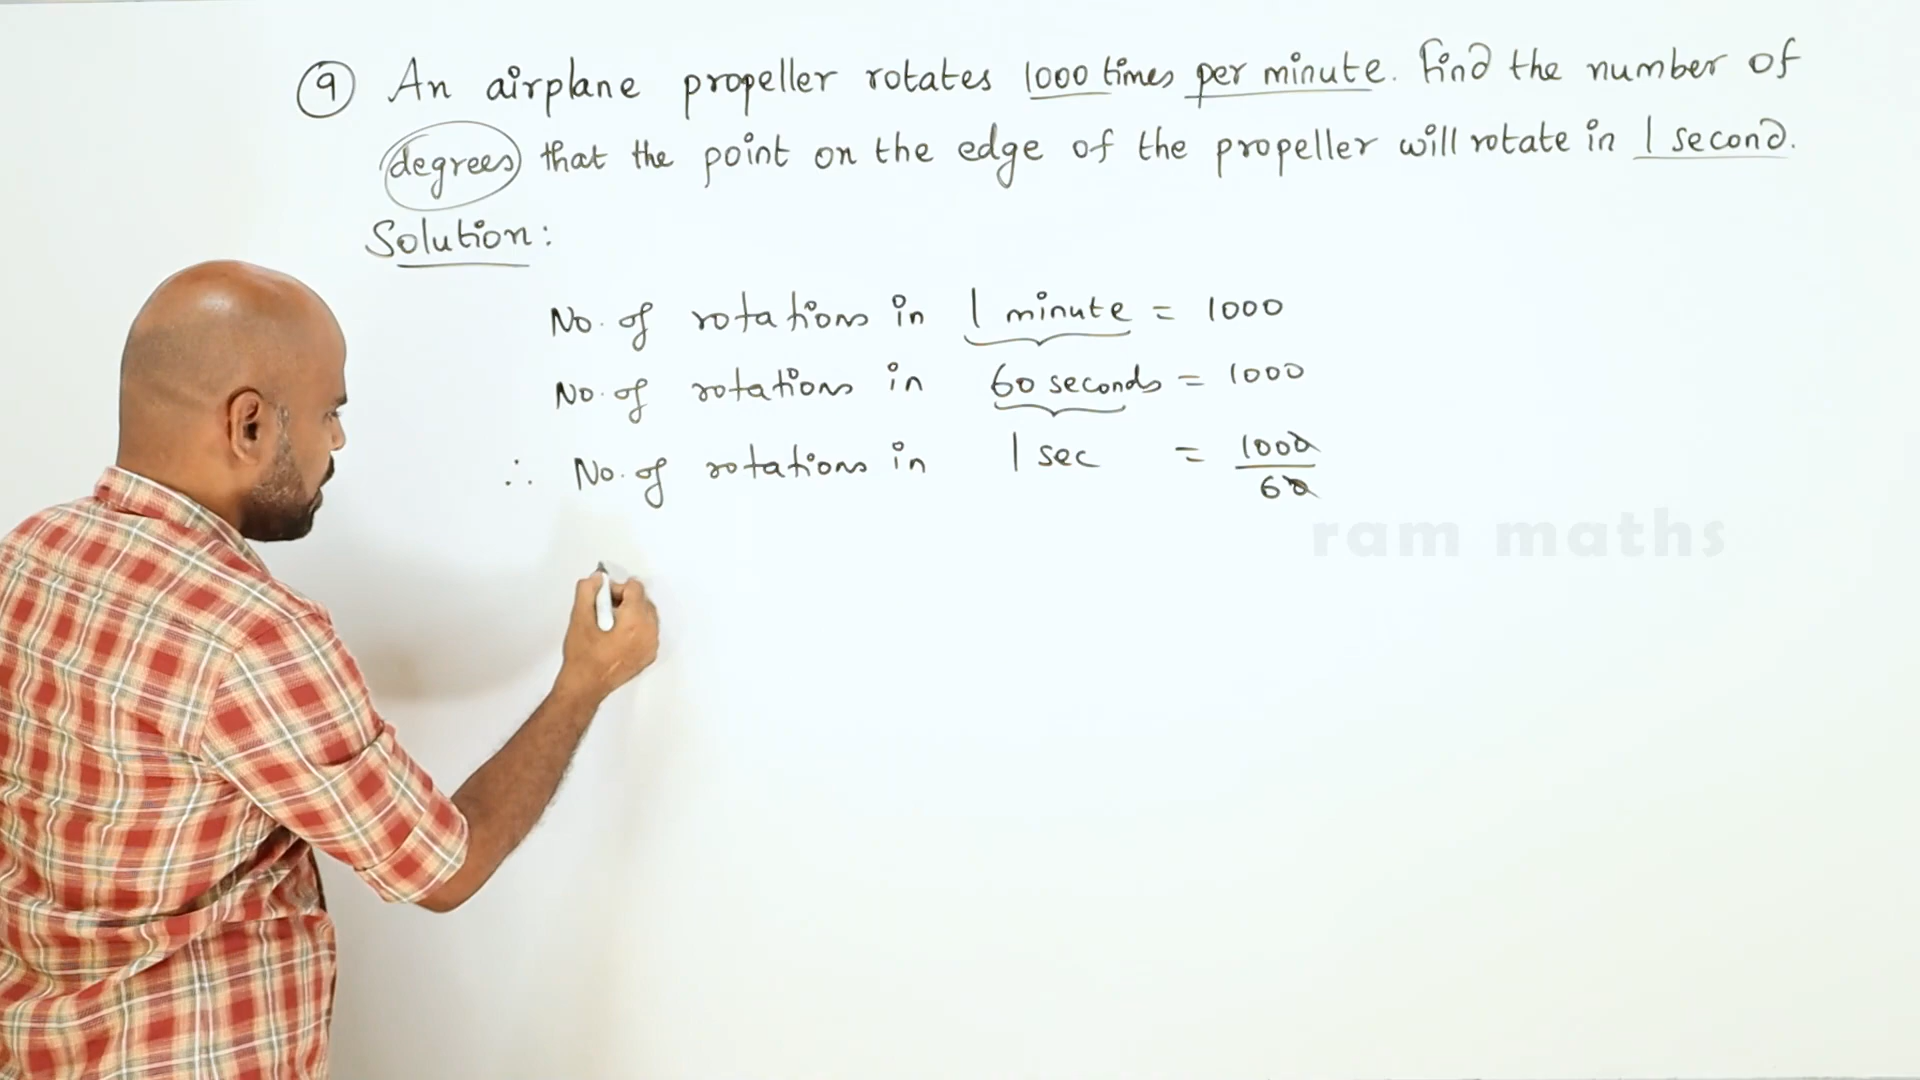 9 An airplane propeller rotates 1000 times per minute. Find the number of
degrees that the point on the edge of the propeller will rotate in 1 second.
Solution:
No. of rotations in 1 minute = 1000
No. of rotations in 60 seconds = 1000
∴ No. of rotations in 1 sec = 1000/60
ram maths